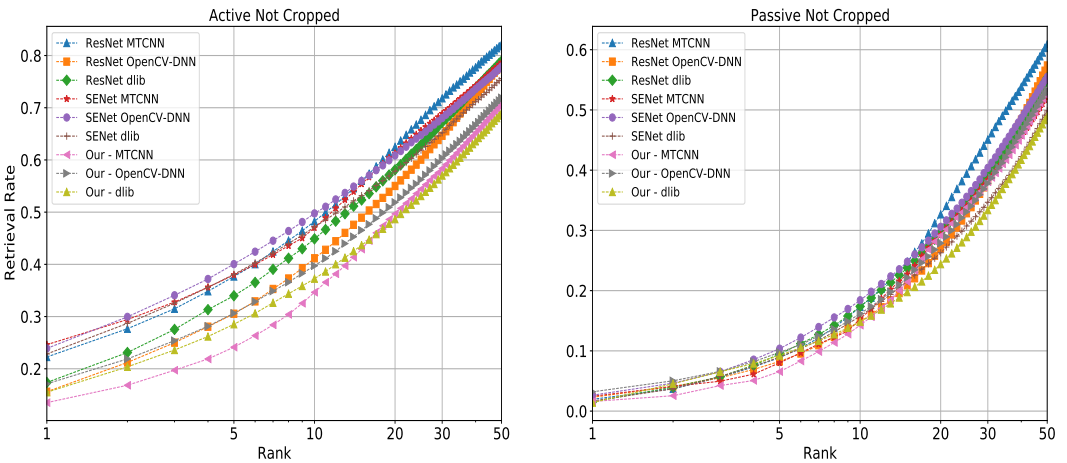 Active Not Cropped
Retrieval Rate
0.8
0.7
0.6
0.5
0.4
0.3
0.2
ResNet MTCNN
ResNet OpenCV-DNN
ResNet dlib
SENet MTCNN
SENet OpenCV-DNN
SENet dlib
Our - MTCNN
Our - OpenCV-DNN
Our - dlib
1 5 10 20 30 50
Rank
Passive Not Cropped
0.6
0.5
0.4
0.3
0.2
0.1
0.0
ResNet MTCNN
ResNet OpenCV-DNN
ResNet dlib
SENet MTCNN
SENet OpenCV-DNN
SENet dlib
Our - MTCNN
Our - OpenCV-DNN
Our - dlib
1 5 10 20 30 50
Rank